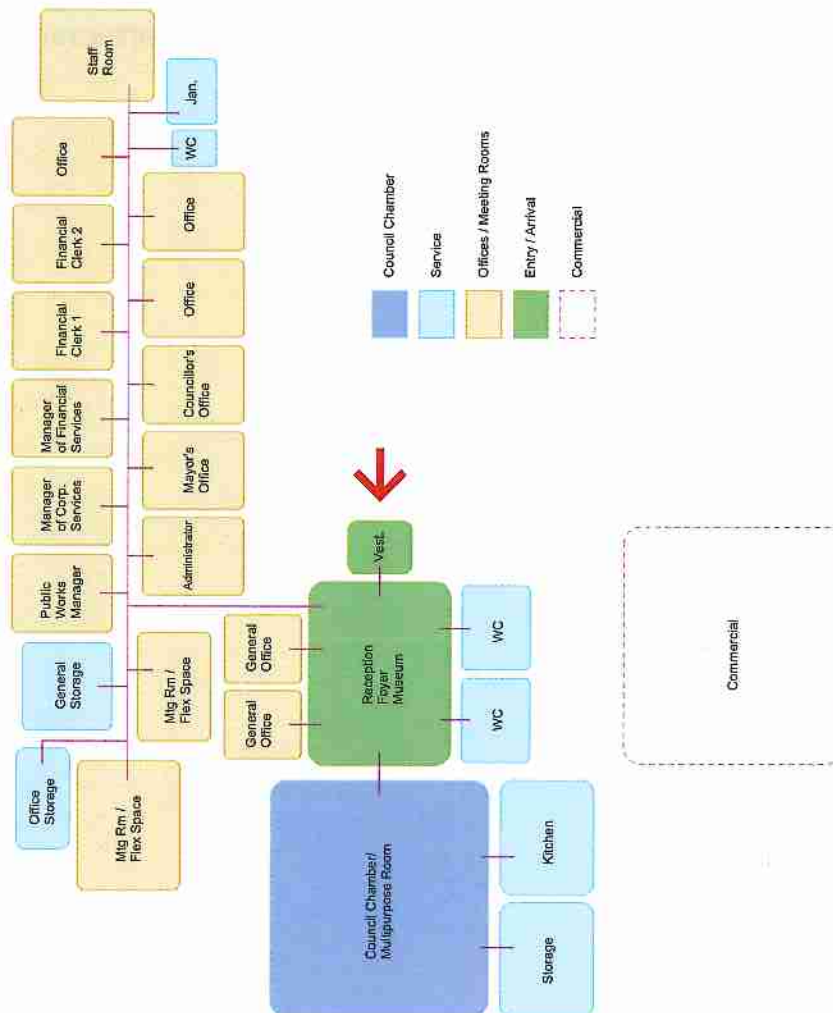 Office
Storage
General
Storage
Public
Works
Manager
Manager
of Corp.
Services
Manager
of Financial
Services
Financial
Clerk 1
Financial
Clerk 2
Office
Staff
Room
Mtg Rm /
Flex Space
Mtg Rm /
Flex Space
Administrator
Mayor's
Office
Councillor's
Office
Office
Office
WC
Jan.
General
Office
General
Office
Council Chamber/
Multipurpose Room
Reception
Foyer
Museum
Vest.
Storage
Kitchen
WC
WC
Council Chamber
Service
Offices / Meeting Rooms
Entry / Arrival
Commercial
Commercial